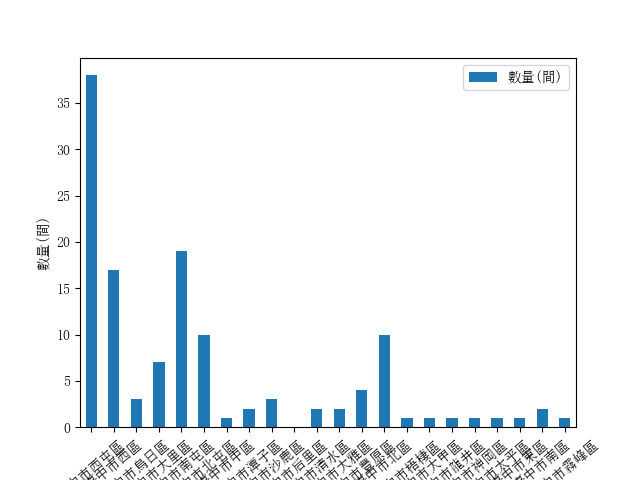 數量(間)
數量(間)
35
30
25
20
15
10
5
0
市西屯區
中市西區
市烏日區
市大里區
市南屯區
市北屯區
中市中區
市潭子區
市沙鹿區
市后里區
市清水區
市大雅區
市豐原區
中市北區
市梧棲區
市大甲區
市龍井區
市神岡區
市太平區
中市東區
中市南區
市霧峰區